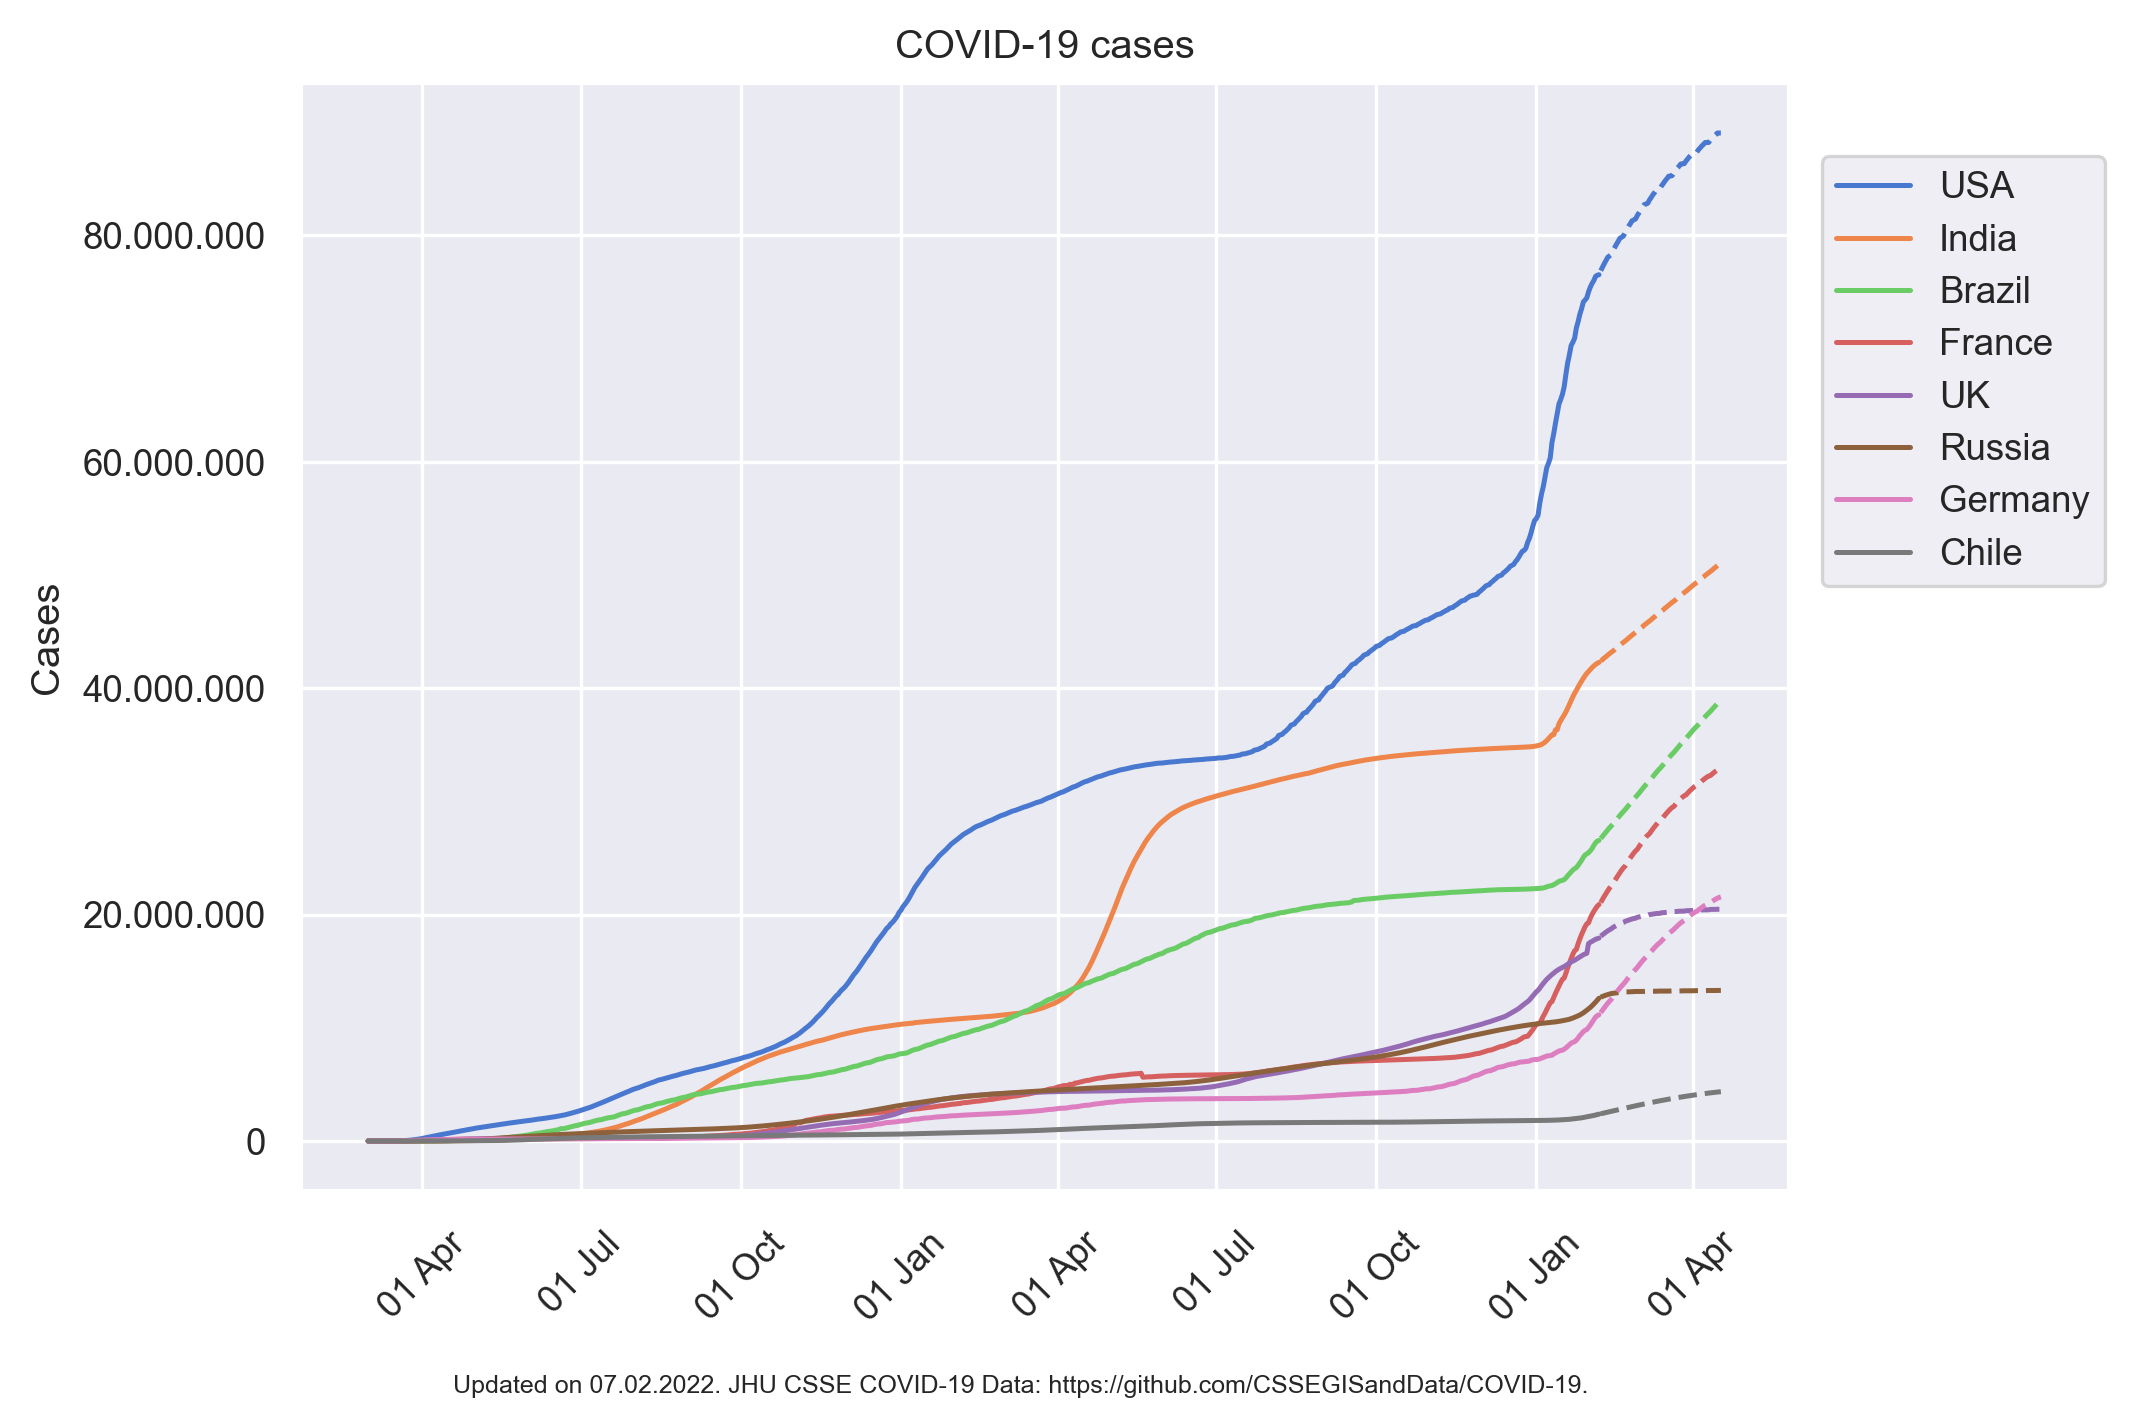 COVID-19 cases
80.000.000
60.000.000
40.000.000
20.000.000
0
Cases
01 Apr
01 Jul
01 Oct
01 Jan
01 Apr
01 Jul
01 Oct
01 Jan
01 Apr
USA
India
Brazil
France
UK
Russia
Germany
Chile
Updated on 07.02.2022. JHU CSSE COVID-19 Data: https://github.com/CSSEGISandData/COVID-19.